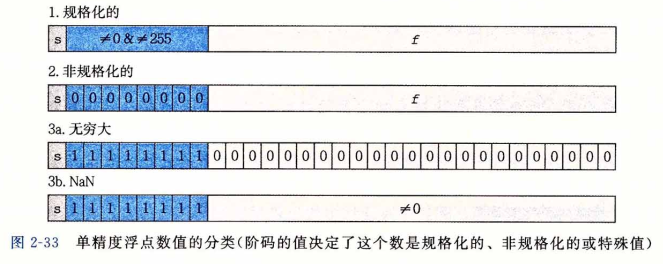 1. 规格化的
s ≠0 & ≠255 f
2. 非规格化的
s 0 0 0 0 0 0 0 0 f
3a. 无穷大
s 1 1 1 1 1 1 1 1 0 0 0 0 0 0 0 0 0 0 0 0 0 0 0 0 0 0 0 0 0 0 0
3b. NaN
s 1 1 1 1 1 1 1 1 ≠0
图 2-33 单精度浮点数值的分类(阶码的值决定了这个数是规格化的、非规格化的或特殊值)